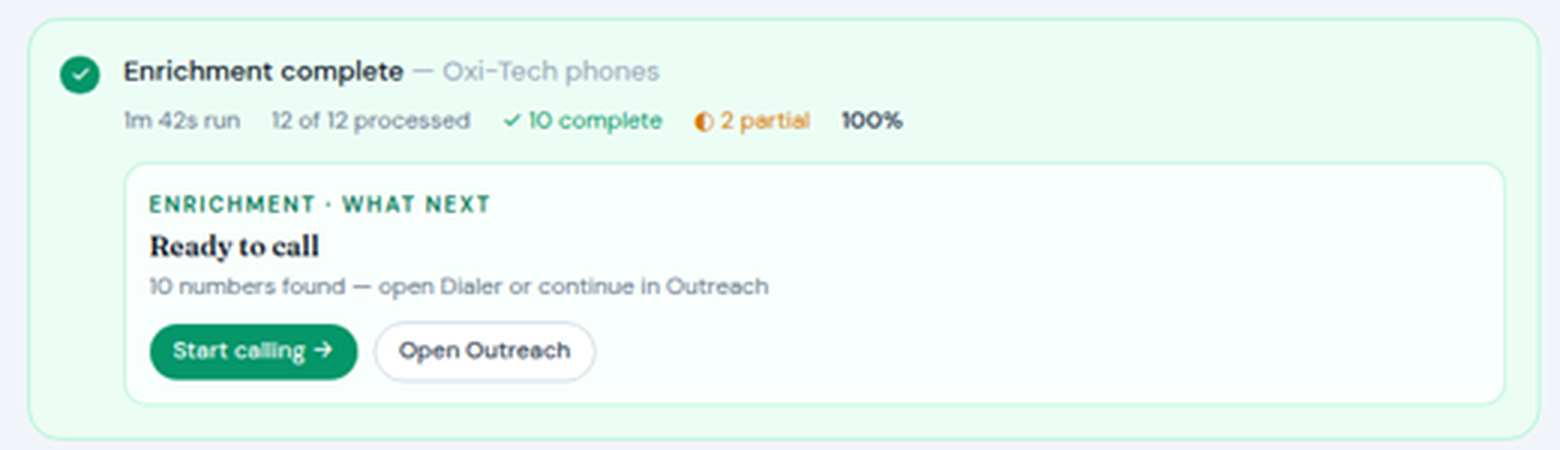 Enrichment complete — Oxi-Tech phones
1m 42s run 12 of 12 processed ✓ 10 complete ◐ 2 partial 100%
ENRICHMENT · WHAT NEXT
Ready to call
10 numbers found — open Dialer or continue in Outreach
Start calling → Open Outreach